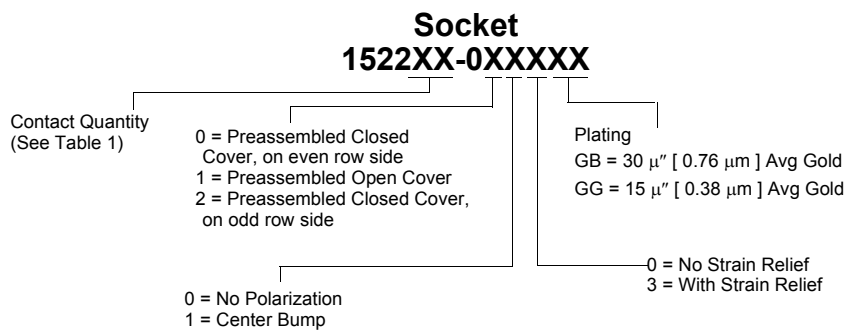 Socket
1522XX-0XXXXX
Contact Quantity
(See Table 1)
0 = Preassembled Closed
Cover, on even row side
1 = Preassembled Open Cover
2 = Preassembled Closed Cover,
on odd row side
Plating
GB = 30 μ″ [ 0.76 μm ] Avg Gold
GG = 15 μ″ [ 0.38 μm ] Avg Gold
0 = No Polarization
1 = Center Bump
0 = No Strain Relief
3 = With Strain Relief